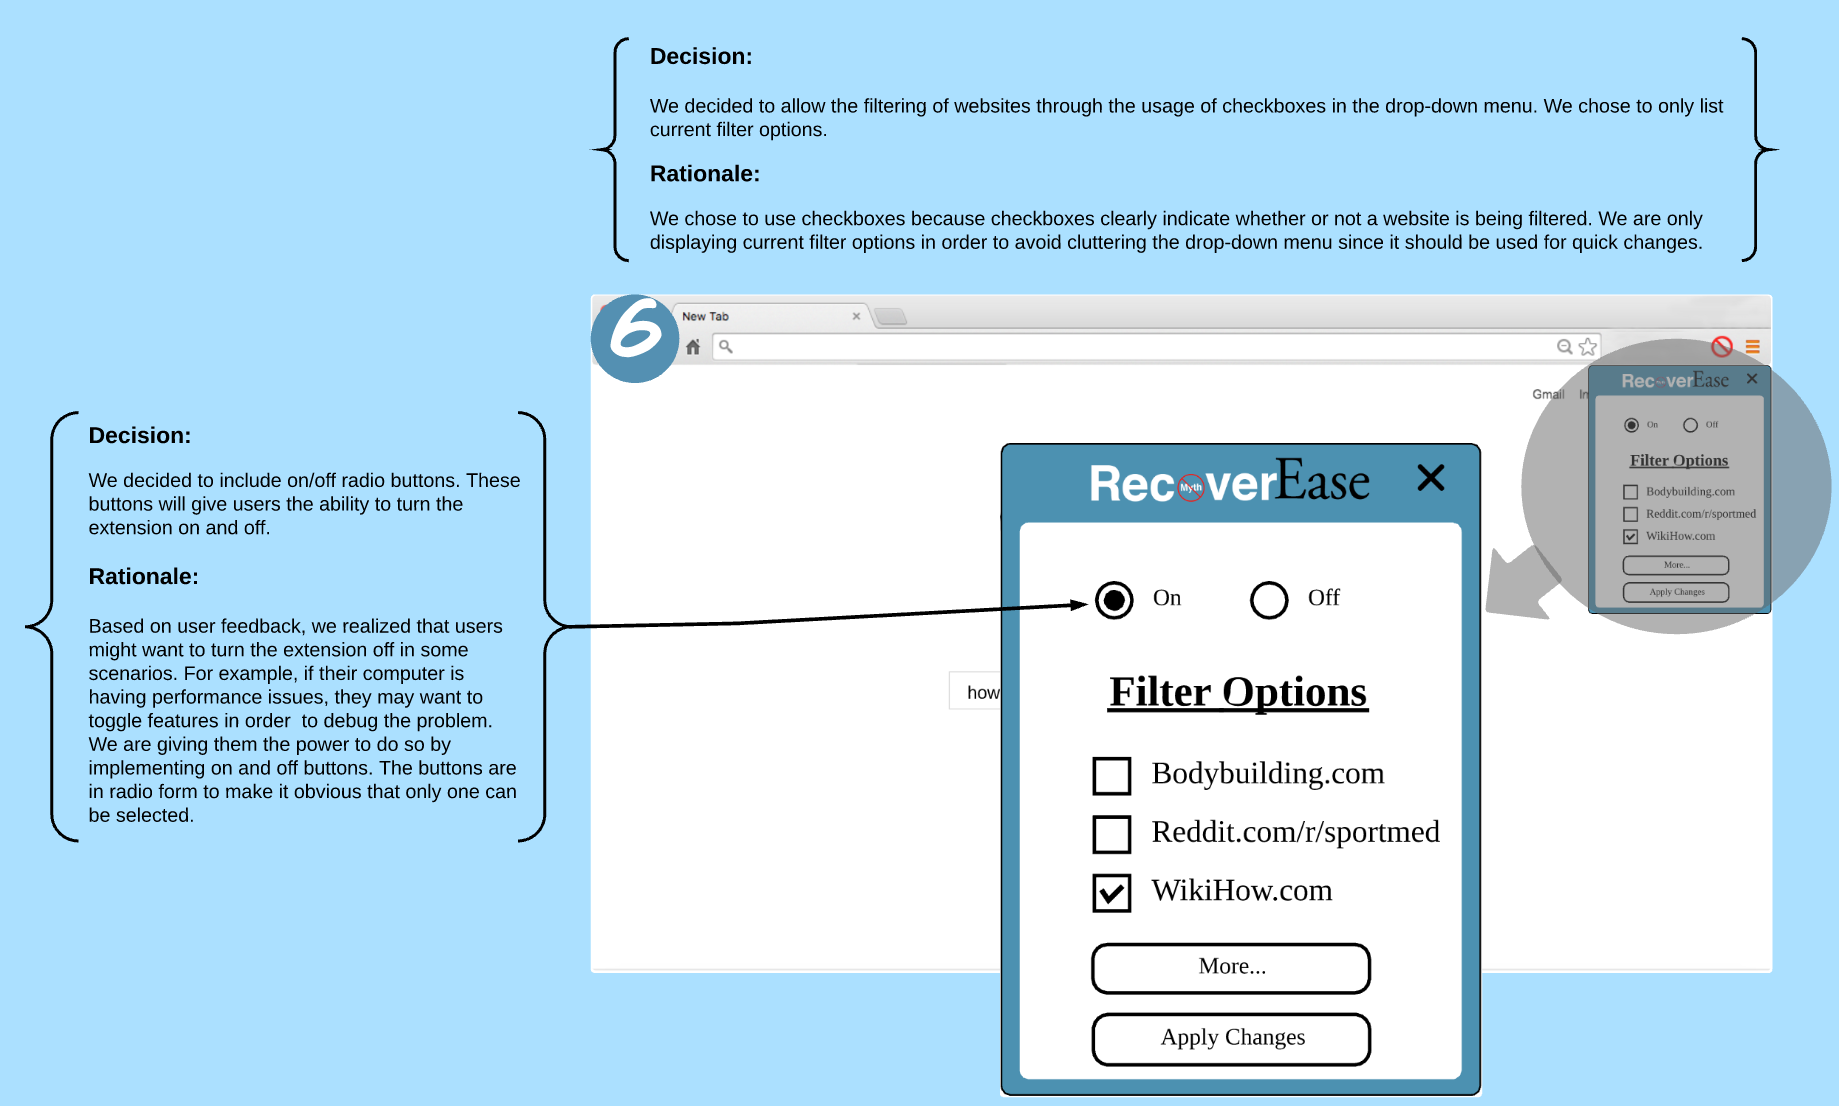 Decision:
We decided to allow the filtering of websites through the usage of checkboxes in the drop-down menu. We chose to only list
current filter options.
Rationale:
We chose to use checkboxes because checkboxes clearly indicate whether or not a website is being filtered. We are only
displaying current filter options in order to avoid cluttering the drop-down menu since it should be used for quick changes.
6
New Tab
Gmail
RecoverEase
On Off
Filter Options
Bodybuilding.com
Reddit.com/r/sportmed
WikiHow.com
More...
Apply Changes
Decision:
We decided to include on/off radio buttons. These
buttons will give users the ability to turn the
extension on and off.
Rationale:
Based on user feedback, we realized that users
might want to turn the extension off in some
scenarios. For example, if their computer is
having performance issues, they may want to
toggle features in order  to debug the problem.
We are giving them the power to do so by
implementing on and off buttons. The buttons are
in radio form to make it obvious that only one can
be selected.
how
RecoverEase
Myth
On Off
Filter Options
Bodybuilding.com
Reddit.com/r/sportmed
WikiHow.com
More...
Apply Changes